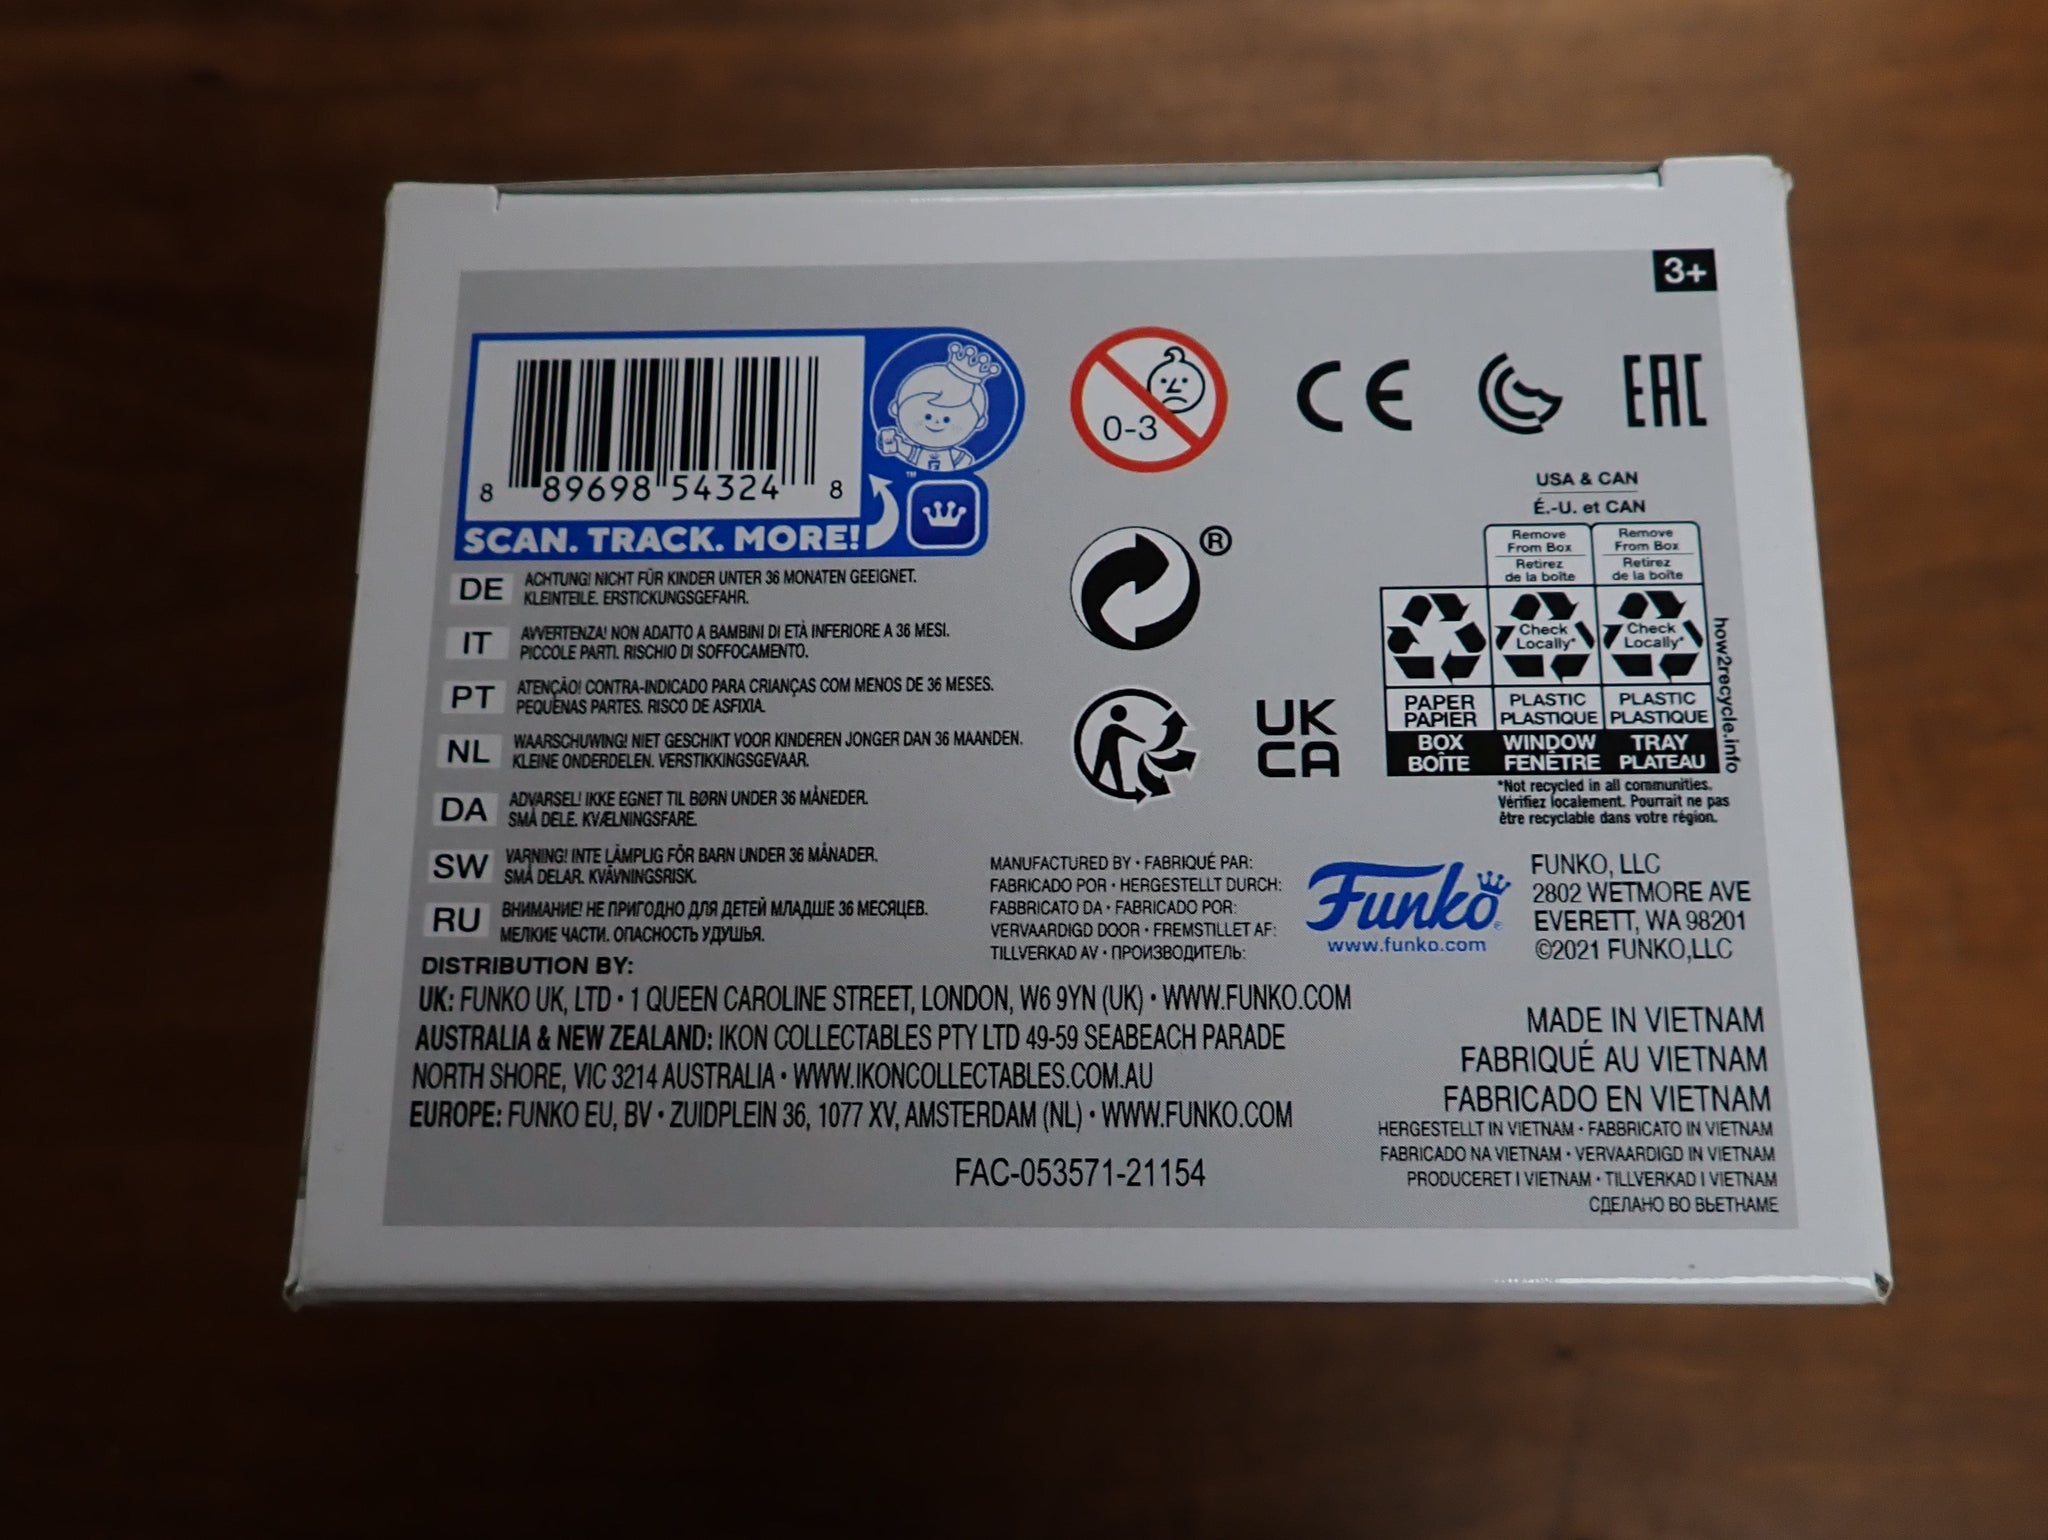 3+
8 89698 54324 8
™
SCAN. TRACK. MORE!
0-3
CE
EAC
®
UK
CA
USA & CAN
É.-U. et CAN
Remove
From Box
Retirez
de la boîte
Remove
From Box
Retirez
de la boîte
Check
Locally*
Check
Locally*
PAPER
PAPIER
PLASTIC
PLASTIQUE
PLASTIC
PLASTIQUE
BOX
BOÎTE
WINDOW
FENÊTRE
TRAY
PLATEAU
how2recycle.info
*Not recycled in all communities.
Vérifiez localement. Pourrait ne pas
être recyclable dans votre région.
DE ACHTUNG! NICHT FÜR KINDER UNTER 36 MONATEN GEEIGNET.
KLEINTEILE. ERSTICKUNGSGEFAHR.
IT AVVERTENZA! NON ADATTO A BAMBINI DI ETÀ INFERIORE A 36 MESI.
PICCOLE PARTI. RISCHIO DI SOFFOCAMENTO.
PT ATENÇÃO! CONTRA-INDICADO PARA CRIANÇAS COM MENOS DE 36 MESES.
PEQUENAS PARTES. RISCO DE ASFIXIA.
NL WAARSCHUWING! NIET GESCHIKT VOOR KINDEREN JONGER DAN 36 MAANDEN.
KLEINE ONDERDELEN. VERSTIKKINGSGEVAAR.
DA ADVARSEL! IKKE EGNET TIL BØRN UNDER 36 MÅNEDER.
SMÅ DELE. KVÆLNINGSFARE.
SW VARNING! INTE LÄMPLIG FÖR BARN UNDER 36 MÅNADER.
SMÅ DELAR. KVÄVNINGSRISK.
RU ВНИМАНИЕ! НЕ ПРИГОДНО ДЛЯ ДЕТЕЙ МЛАДШЕ 36 МЕСЯЦЕВ.
МЕЛКИЕ ЧАСТИ. ОПАСНОСТЬ УДУШЬЯ.
MANUFACTURED BY • FABRIQUÉ PAR:
FABRICADO POR • HERGESTELLT DURCH:
FABBRICATO DA • FABRICADO POR:
VERVAARDIGD DOOR • FREMSTILLET AF:
TILLVERKAD AV • ПРОИЗВОДИТЕЛЬ:
Funko®
www.funko.com
FUNKO, LLC
2802 WETMORE AVE
EVERETT, WA 98201
©2021 FUNKO,LLC
DISTRIBUTION BY:
UK: FUNKO UK, LTD • 1 QUEEN CAROLINE STREET, LONDON, W6 9YN (UK) • WWW.FUNKO.COM
AUSTRALIA & NEW ZEALAND: IKON COLLECTABLES PTY LTD 49-59 SEABEACH PARADE
NORTH SHORE, VIC 3214 AUSTRALIA • WWW.IKONCOLLECTABLES.COM.AU
EUROPE: FUNKO EU, BV • ZUIDPLEIN 36, 1077 XV, AMSTERDAM (NL) • WWW.FUNKO.COM
FAC-053571-21154
MADE IN VIETNAM
FABRIQUÉ AU VIETNAM
FABRICADO EN VIETNAM
HERGESTELLT IN VIETNAM • FABBRICATO IN VIETNAM
FABRICADO NA VIETNAM • VERVAARDIGD IN VIETNAM
PRODUCERET I VIETNAM • TILLVERKAD I VIETNAM
СДЕЛАНО ВО ВЬЕТНАМЕ